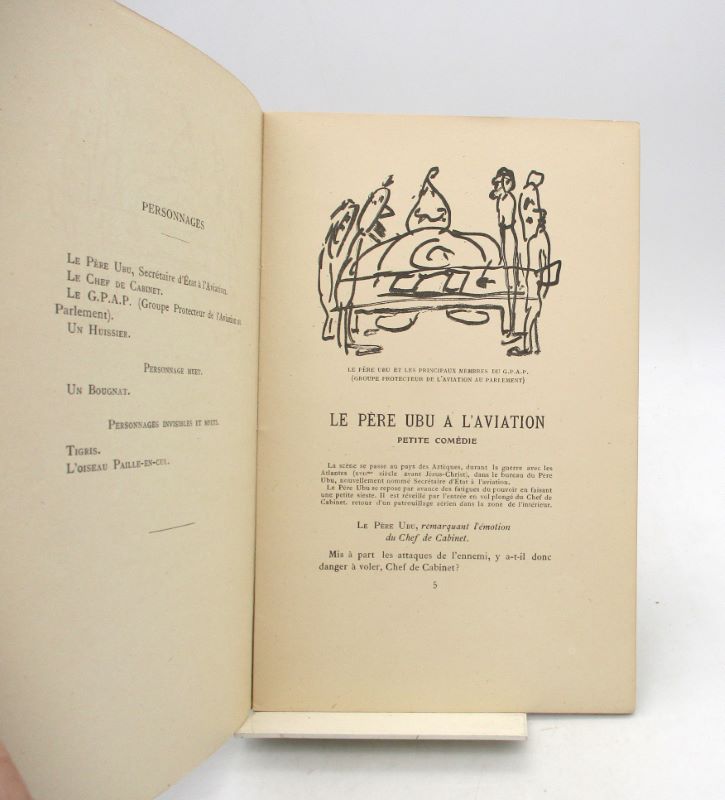 PERSONNAGES
LE PÈRE UBU, Secrétaire d'État à l'Aviation.
LE CHEF DE CABINET.
LE G.P.A.P. (Groupe Protecteur de l'Aviation au
Parlement).
UN HUISSIER.
PERSONNAGE MUET.
UN BOUGNAT.
PERSONNAGES INVISIBLES ET MUETS.
TIGRIS.
L'OISEAU PAILLE-EN-CUL.
LE PÈRE UBU ET LES PRINCIPAUX MEMBRES DU G.P.A.P.
(GROUPE PROTECTEUR DE L'AVIATION AU PARLEMENT)
LE PÈRE UBU A L'AVIATION
PETITE COMÉDIE
La scène se passe au pays des Artiques, durant la guerre avec les
Atlantes siècle avant Jésus-Christ), dans le bureau du Père
Ubu, nouvellement nommé Secrétaire d'État à l'aviation.
Le Père Ubu se repose par avance des fatigues du pouvoir en faisant
une petite sieste. Il est réveillé par l'entrée en vol plongé du Chef de
Cabinet, retour d'un patrouillage aérien dans la zone de l'intérieur.
LE PÈRE UBU, remarquant l'émotion
du Chef de Cabinet.
Mis à part les attaques de l'ennemi, y a-t-il donc
danger à voler, Chef de Cabinet?
5